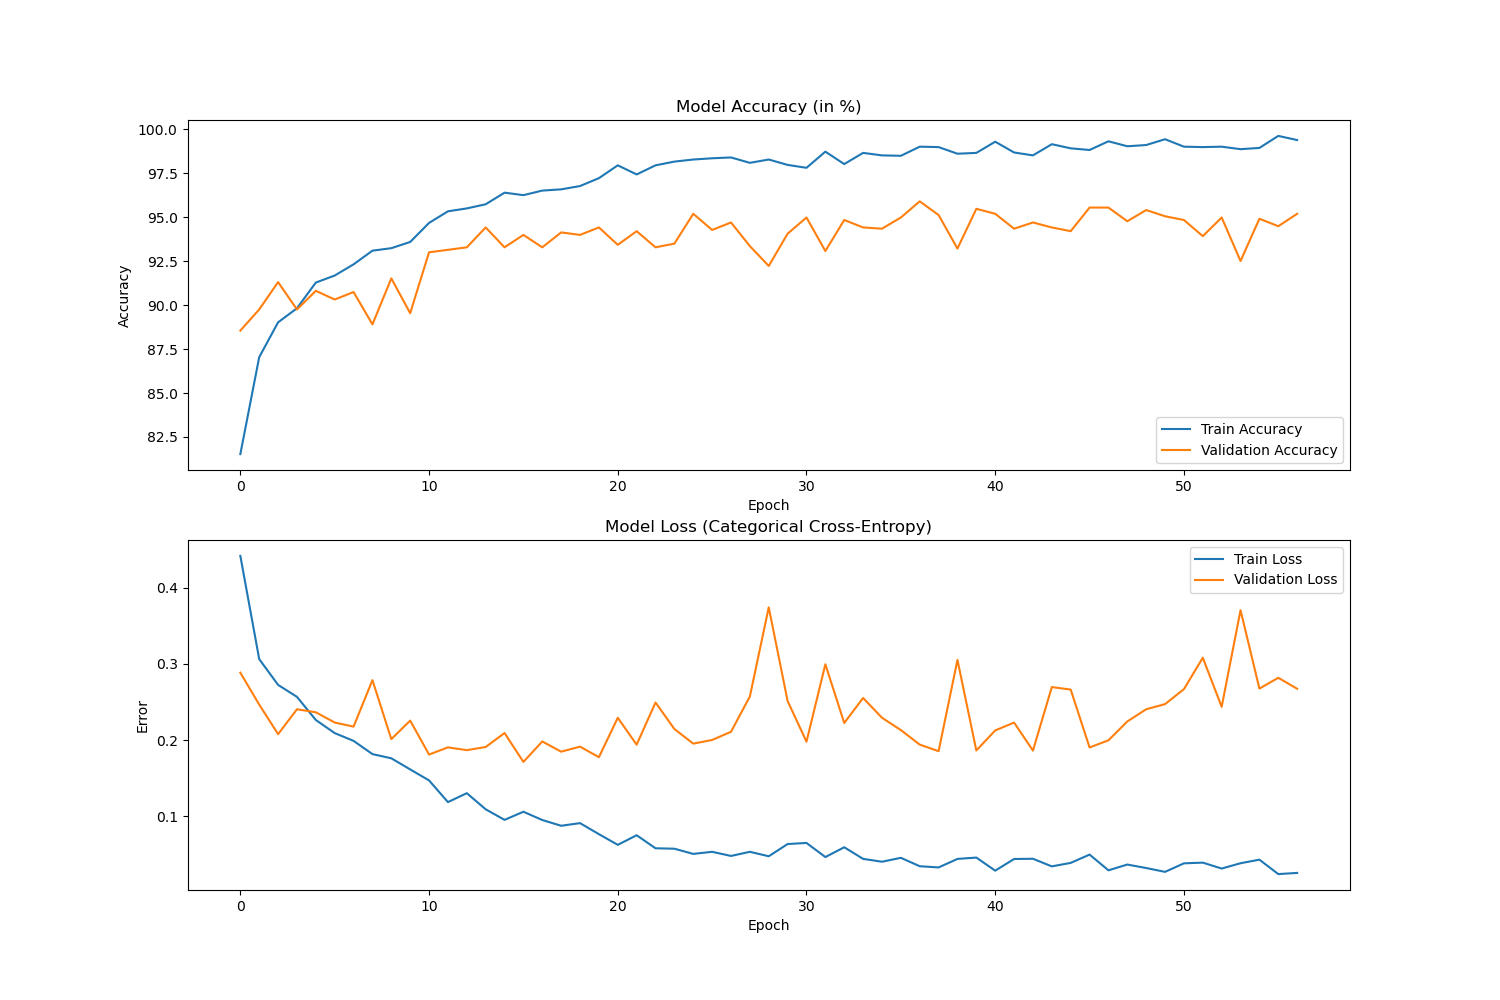 Model Accuracy (in %)
100.0
97.5
95.0
92.5
90.0
87.5
85.0
82.5
Accuracy
Train Accuracy
Validation Accuracy
0 10 20 30 40 50
Epoch
Model Loss (Categorical Cross-Entropy)
0.4
0.3
0.2
0.1
Error
Train Loss
Validation Loss
0 10 20 30 40 50
Epoch